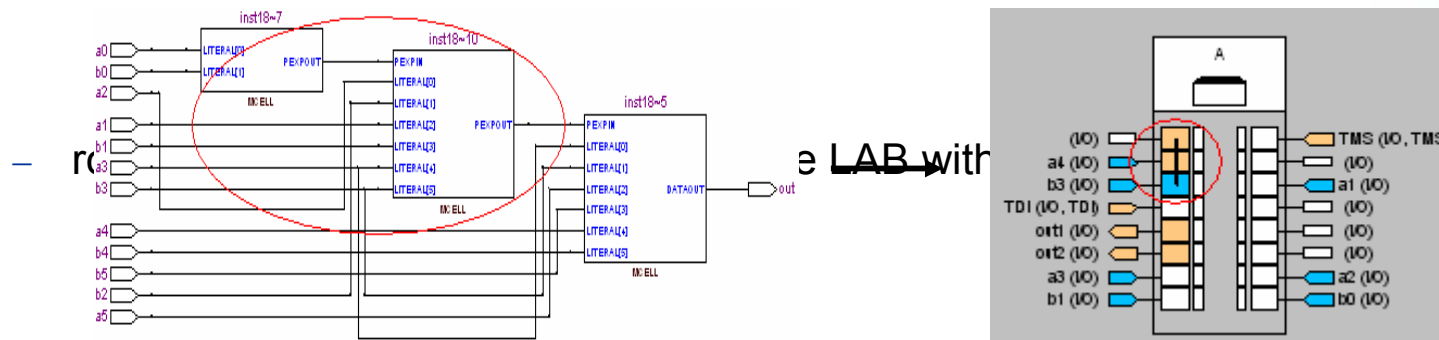 inst18~7
a0
LITERAL[0]
PEXPOUT
b0
LITERAL[1]
a2
MCELL
inst18~10
PEXPIN
LITERAL[0]
LITERAL[1]
a1
LITERAL[2]
PEXPOUT
b1
LITERAL[3]
a3
LITERAL[4]
b3
LITERAL[5]
MCELL
inst18~5
PEXPIN
LITERAL[0]
LITERAL[1]
LITERAL[2]
DATAOUT
out
LITERAL[3]
a4
LITERAL[4]
b4
LITERAL[5]
MCELL
b5
b2
a5
– LAB with
A
(I/O)
TMS (I/O, TMS
a4 (I/O)
(I/O)
b3 (I/O)
a1 (I/O)
TDI (I/O, TDI)
(I/O)
out1 (I/O)
(I/O)
out2 (I/O)
(I/O)
a3 (I/O)
a2 (I/O)
b1 (I/O)
b0 (I/O)